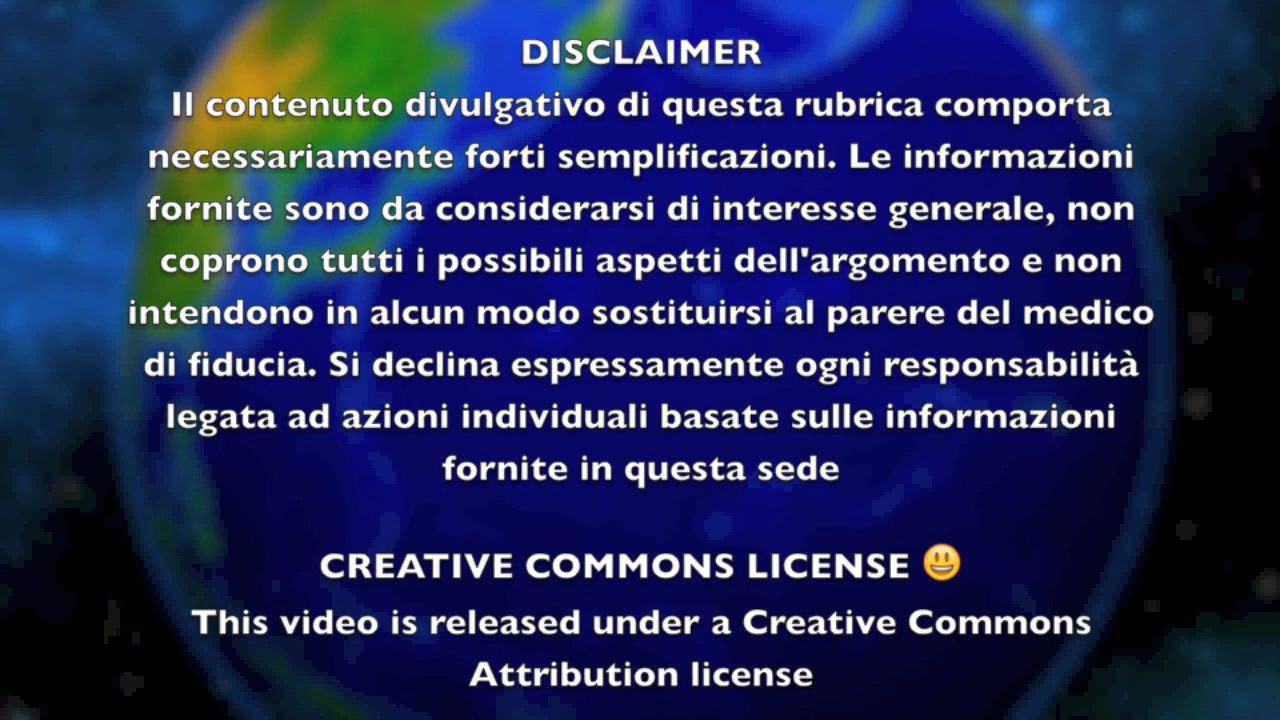 DISCLAIMER
Il contenuto divulgativo di questa rubrica comporta
necessariamente forti semplificazioni. Le informazioni
fornite sono da considerarsi di interesse generale, non
coprono tutti i possibili aspetti dell'argomento e non
intendono in alcun modo sostituirsi al parere del medico
di fiducia. Si declina espressamente ogni responsabilità
legata ad azioni individuali basate sulle informazioni
fornite in questa sede
CREATIVE COMMONS LICENSE 😃
This video is released under a Creative Commons
Attribution license